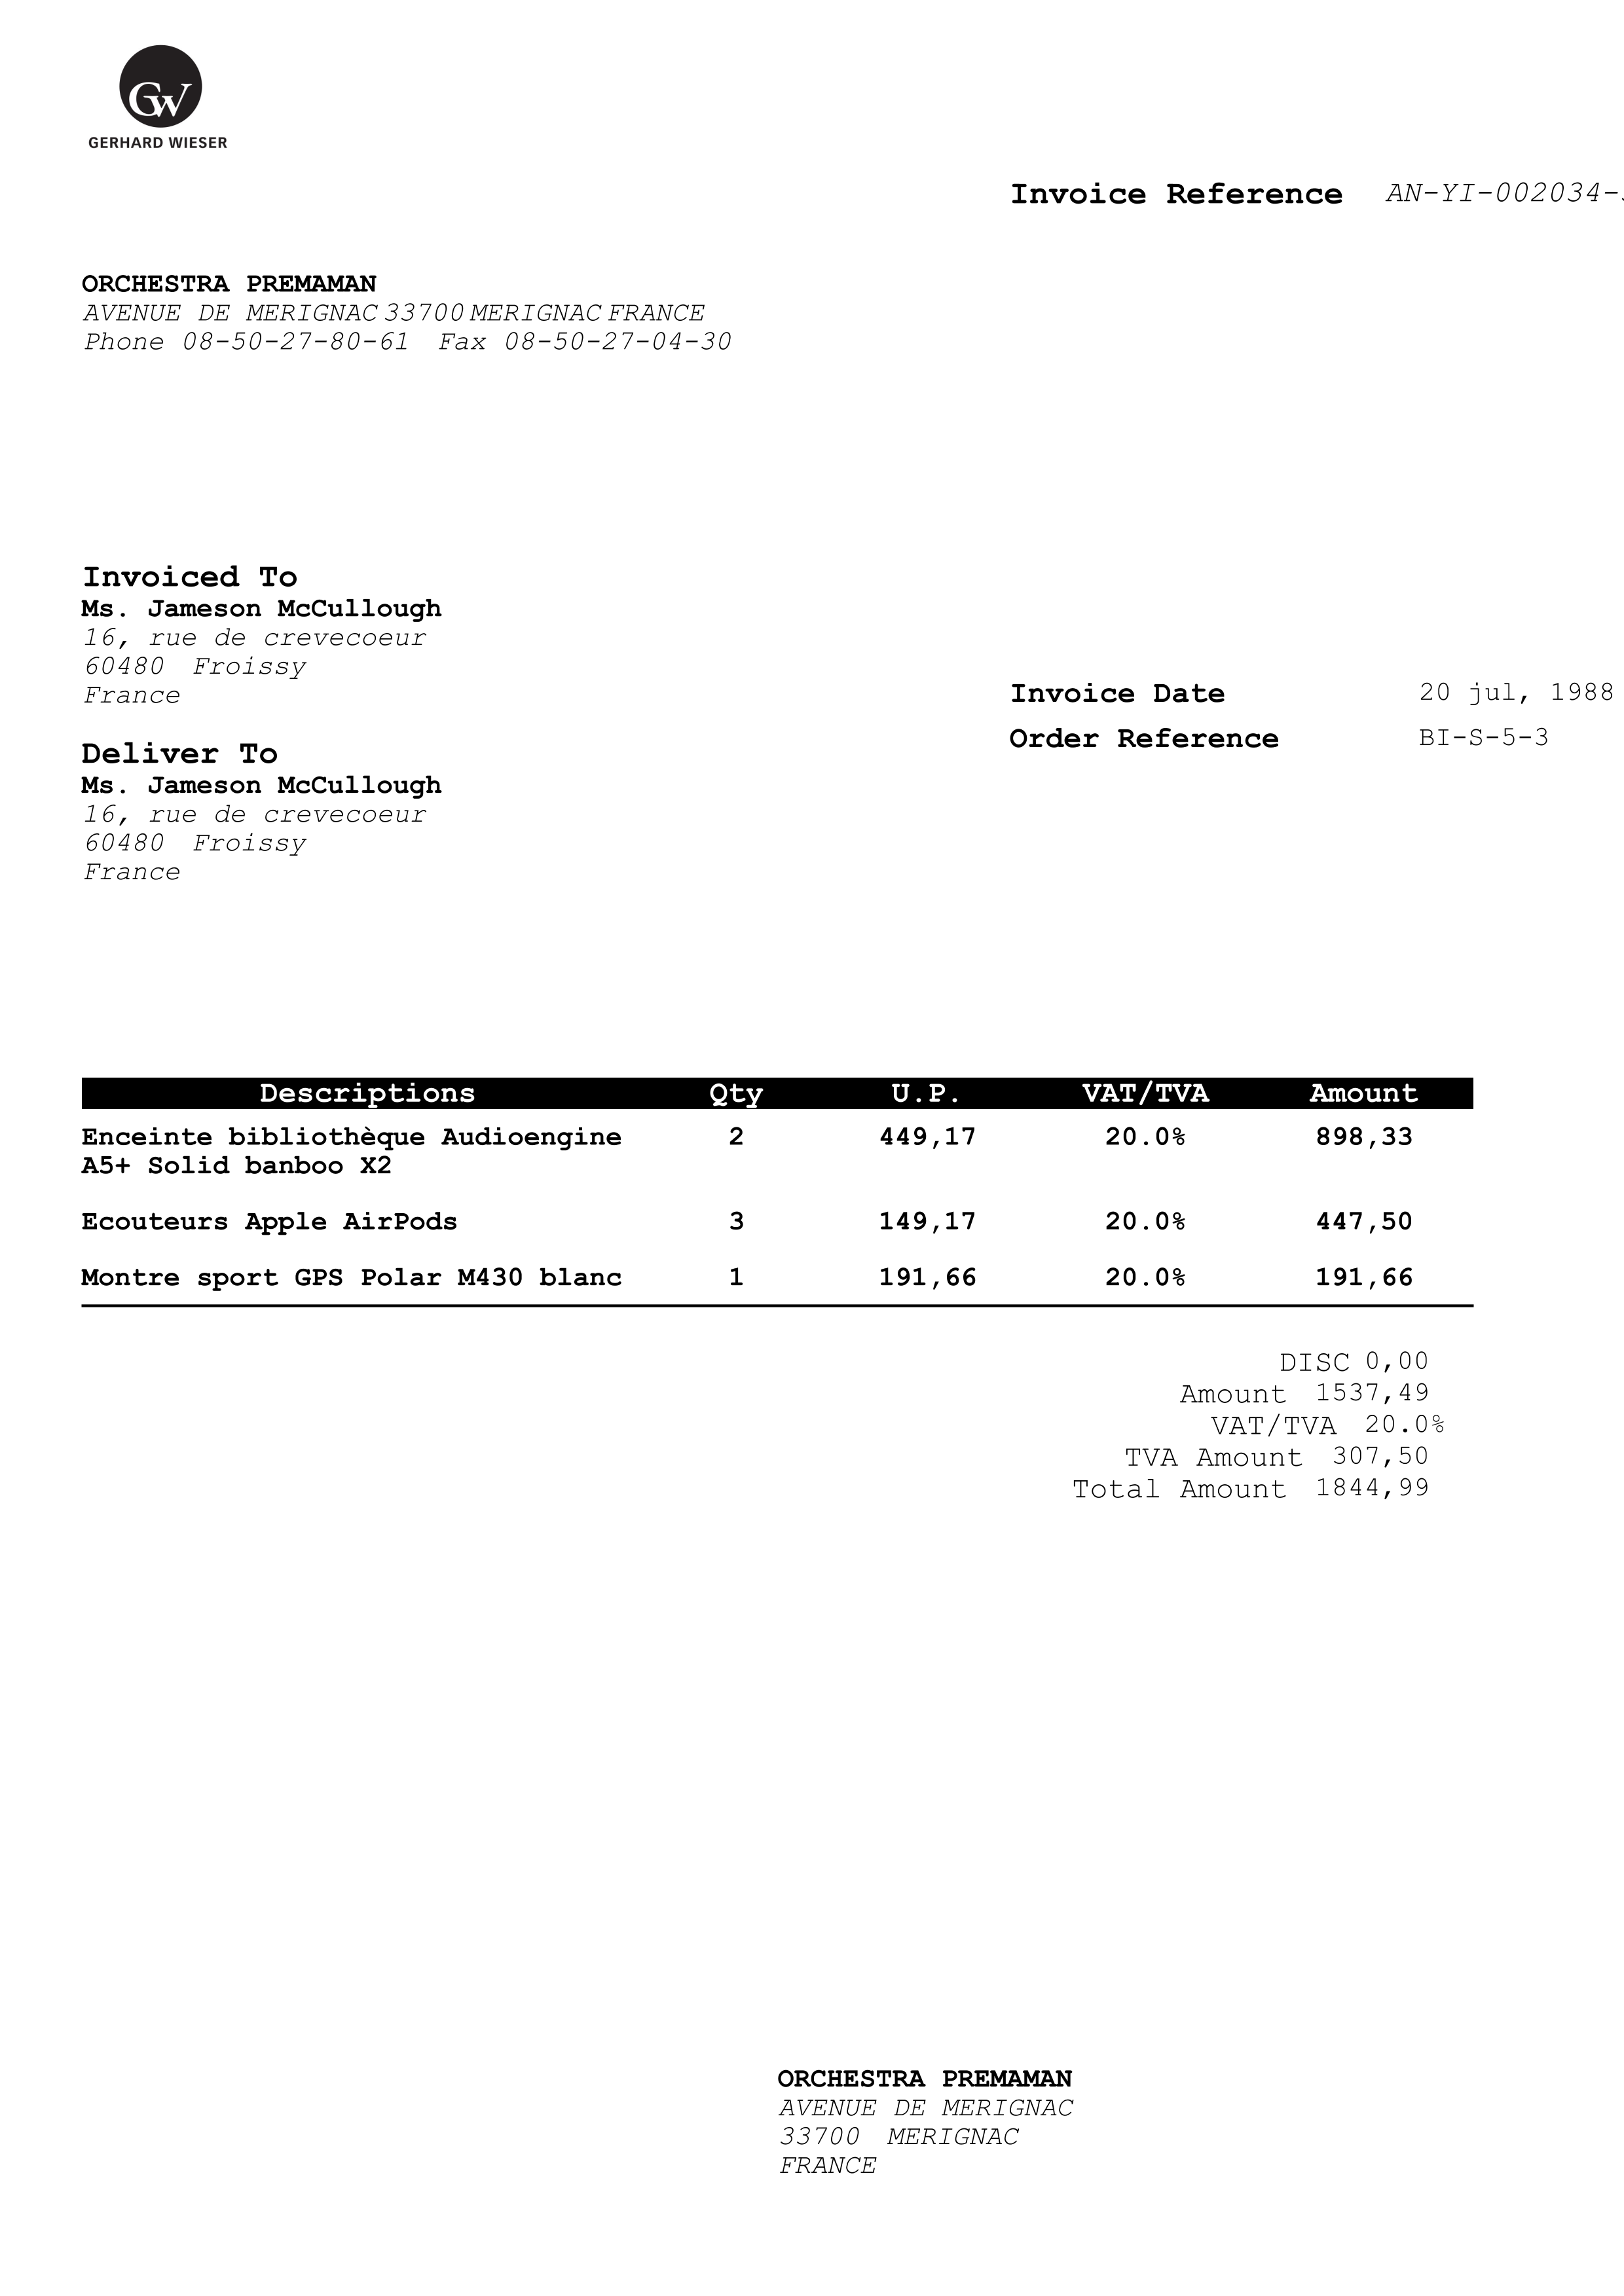 GW
GERHARD WIESER
Invoice Reference AN-YI-002034-
ORCHESTRA PREMAMAN
AVENUE DE MERIGNAC 33700 MERIGNAC FRANCE
Phone 08-50-27-80-61 Fax 08-50-27-04-30
Invoiced To
Ms. Jameson McCullough
16, rue de crevecoeur
60480 Froissy
France
Invoice Date 20 jul, 1988
Order Reference BI-S-5-3
Deliver To
Ms. Jameson McCullough
16, rue de crevecoeur
60480 Froissy
France
Descriptions Qty U.P. VAT/TVA Amount
Enceinte bibliothèque Audioengine 2 449,17 20.0% 898,33
A5+ Solid banboo X2
Ecouteurs Apple AirPods 3 149,17 20.0% 447,50
Montre sport GPS Polar M430 blanc 1 191,66 20.0% 191,66
DISC 0,00
Amount 1537,49
VAT/TVA 20.0%
TVA Amount 307,50
Total Amount 1844,99
ORCHESTRA PREMAMAN
AVENUE DE MERIGNAC
33700 MERIGNAC
FRANCE